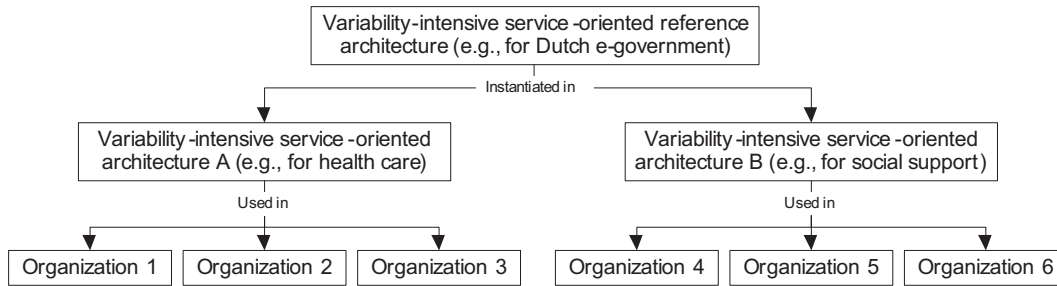 Variability-intensive service-oriented reference
architecture (e.g., for Dutch e-government)
Instantiated in
Variability-intensive service-oriented
architecture A (e.g., for health care)
Variability-intensive service-oriented
architecture B (e.g., for social support)
Used in
Used in
Organization 1
Organization 2
Organization 3
Organization 4
Organization 5
Organization 6